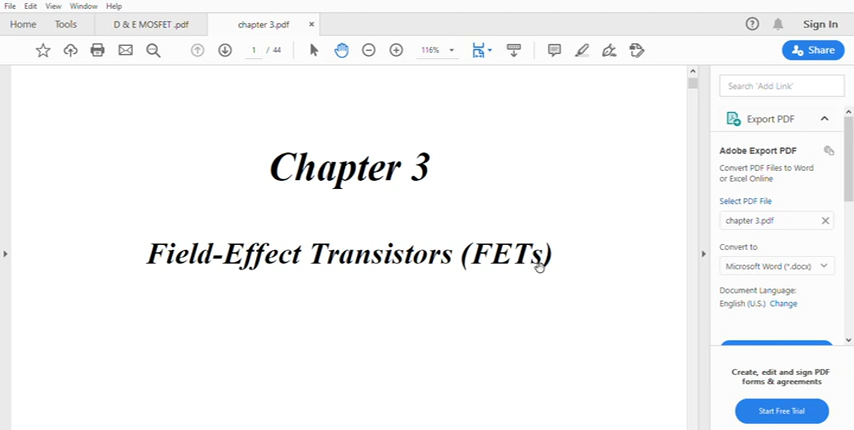 File Edit View Window Help
Home Tools D & E MOSFET .pdf chapter 3.pdf × Sign In
1 / 44 116% Share
Search 'Add Link'
Export PDF
Adobe Export PDF
Convert PDF Files to Word
or Excel Online
Select PDF File
chapter 3.pdf
Convert to
Microsoft Word (*.docx)
Document Language:
English (U.S.) Change
Create, edit and sign PDF
forms & agreements
Start Free Trial
Chapter 3
Field-Effect Transistors (FETs)